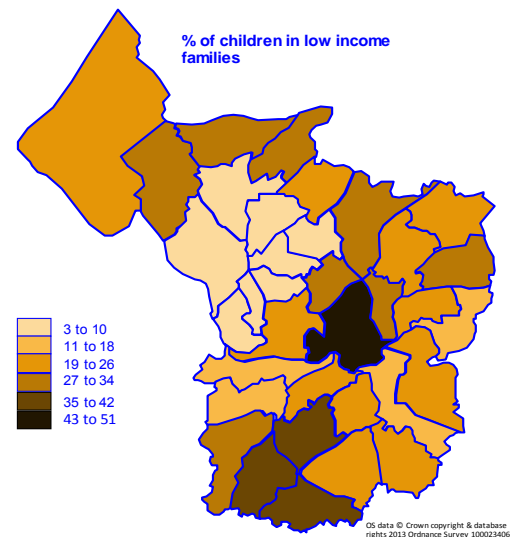 % of children in low income
families
3 to 10
11 to 18
19 to 26
27 to 34
35 to 42
43 to 51
OS data © Crown copyright & database
rights 2013 Ordnance Survey 100023406